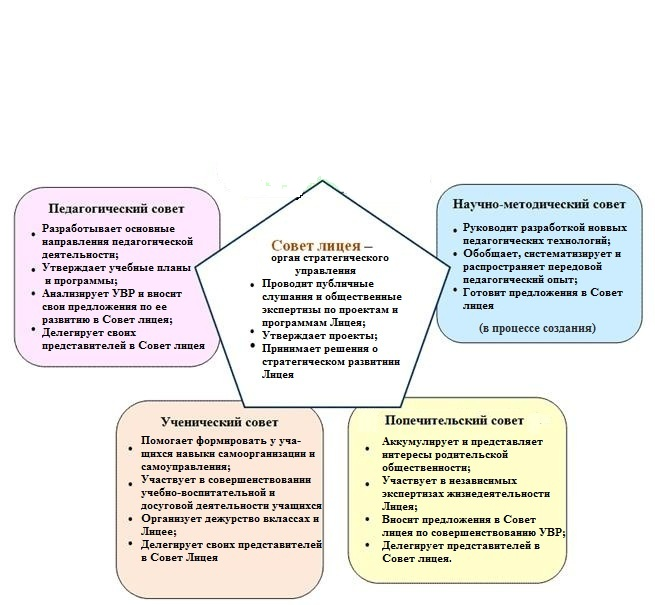 Педагогический совет
• Разработывает основные
направления педагогической
деятельности;
• Утверждает учебные планы
и программы;
• Анализирует УВР и вносит
свои предложения по ее
развитию в Совет лицея;
• Делегирует своих
представителей в Совет лицея
Совет лицея –
орган стратегического
управления
• Проводит публичные
слушания и общественные
экспертизы по проектам и
программам Лицея;
• Утверждает проекты;
• Принимает решения о
стратегическом развитиии
Лицея
Научно-методический совет
• Руководит разработкой новвых
педагогических технологий;
• Обобщает, систематизирует и
распространяет передовой
педагогический опыт;
• Готовит предложения в Совет
лицея
(в процессе создания)
Ученический совет
• Помогает формировать у уча-
щихся навыки самоорганизации и
самоуправления;
• Участвует в совершенствовании
учебно-воспитательной и
досуговой деятельности учащихся
• Организует дежурство вклассах и
Лицее;
• Делегирует своих представителей
в Совет Лицея
Попечительский совет
• Аккумулирует и представляет
интересы родительской
общественности;
• Участвует в независимых
экспертизах жизнедеятельности
Лицея;
• Вносит предложения в Совет
лицея по совершенствованию УВР;
• Делегирует представителей в
Совет лицея.